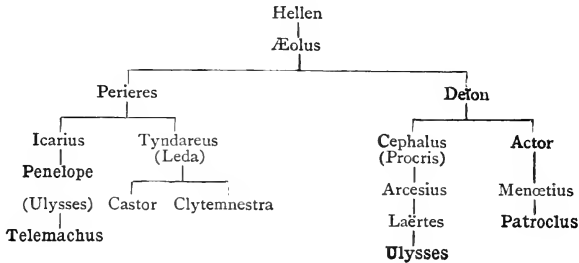 Hellen
Æolus
Perieres Deïon
Icarius Tyndareus Cephalus Actor
(Leda) (Procris)
Penelope Arcesius Menœtius
(Ulysses) Castor Clytemnestra Laërtes Patroclus
Telemachus Ulysses